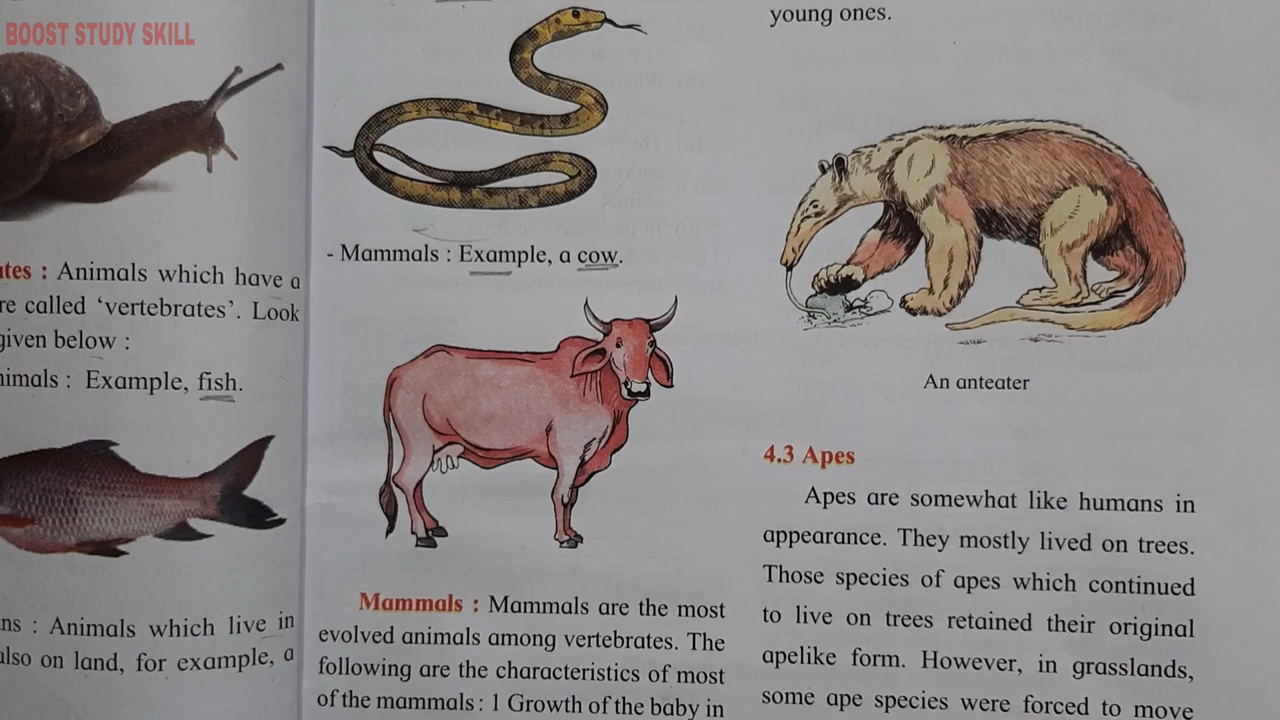 BOOST STUDY SKILL
tes : Animals which have a
re called ‘vertebrates’. Look
given below :
nimals : Example, fish.
ns : Animals which live in
also on land, for example, a
- Mammals : Example, a cow.
Mammals : Mammals are the most
evolved animals among vertebrates. The
following are the characteristics of most
of the mammals : 1 Growth of the baby in
young ones.
An anteater
4.3 Apes
Apes are somewhat like humans in
appearance. They mostly lived on trees.
Those species of apes which continued
to live on trees retained their original
apelike form. However, in grasslands,
some ape species were forced to move